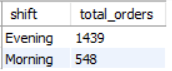 shift total_orders
Evening 1439
Morning 548